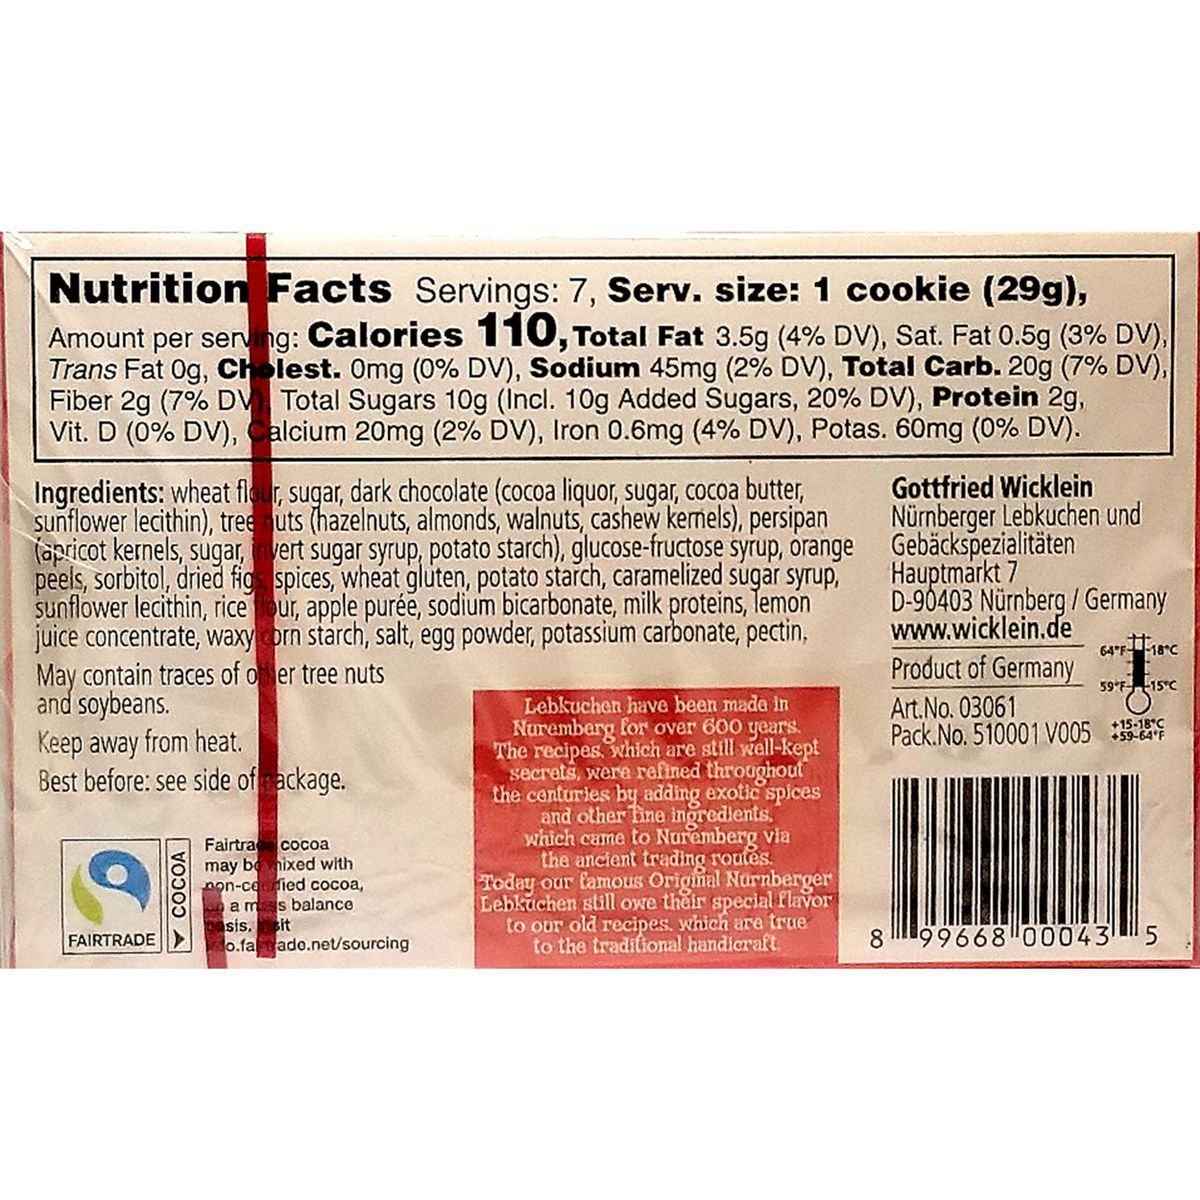 Nutrition Facts Servings: 7, Serv. size: 1 cookie (29g),
Amount per serving: Calories 110, Total Fat 3.5g (4% DV), Sat. Fat 0.5g (3% DV),
Trans Fat 0g, Cholest. 0mg (0% DV), Sodium 45mg (2% DV), Total Carb. 20g (7% DV),
Fiber 2g (7% DV), Total Sugars 10g (Incl. 10g Added Sugars, 20% DV), Protein 2g,
Vit. D (0% DV), Calcium 20mg (2% DV), Iron 0.6mg (4% DV), Potas. 60mg (0% DV).
Ingredients: wheat flour, sugar, dark chocolate (cocoa liquor, sugar, cocoa butter,
sunflower lecithin), tree nuts (hazelnuts, almonds, walnuts, cashew kernels), persipan
(apricot kernels, sugar, invert sugar syrup, potato starch), glucose-fructose syrup, orange
peels, sorbitol, dried figs, spices, wheat gluten, potato starch, caramelized sugar syrup,
sunflower lecithin, rice flour, apple purée, sodium bicarbonate, milk proteins, lemon
juice concentrate, waxy corn starch, salt, egg powder, potassium carbonate, pectin.
May contain traces of other tree nuts
and soybeans.
Keep away from heat.
Best before: see side of package.
FAIRTRADE
COCOA
Fairtrade cocoa
may be mixed with
non-certified cocoa,
on a mass balance
basis, visit
info.fairtrade.net/sourcing
Lebkuchen have been made in
Nuremberg for over 600 years.
The recipes, which are still well-kept
secrets, were refined throughout
the centuries by adding exotic spices
and other fine ingredients,
which came to Nuremberg via
the ancient trading routes.
Today our famous Original Nürnberger
Lebkuchen still owe their special flavor
to our old recipes, which are true
to the traditional handicraft.
Gottfried Wicklein
Nürnberger Lebkuchen und
Gebäckspezialitäten
Hauptmarkt 7
D-90403 Nürnberg / Germany
www.wicklein.de
Product of Germany
Art.No. 03061
Pack.No. 510001 V005
64°F 18°C
59°F 15°C
+15-18°C
+59-64°F
8 99668 00043 5